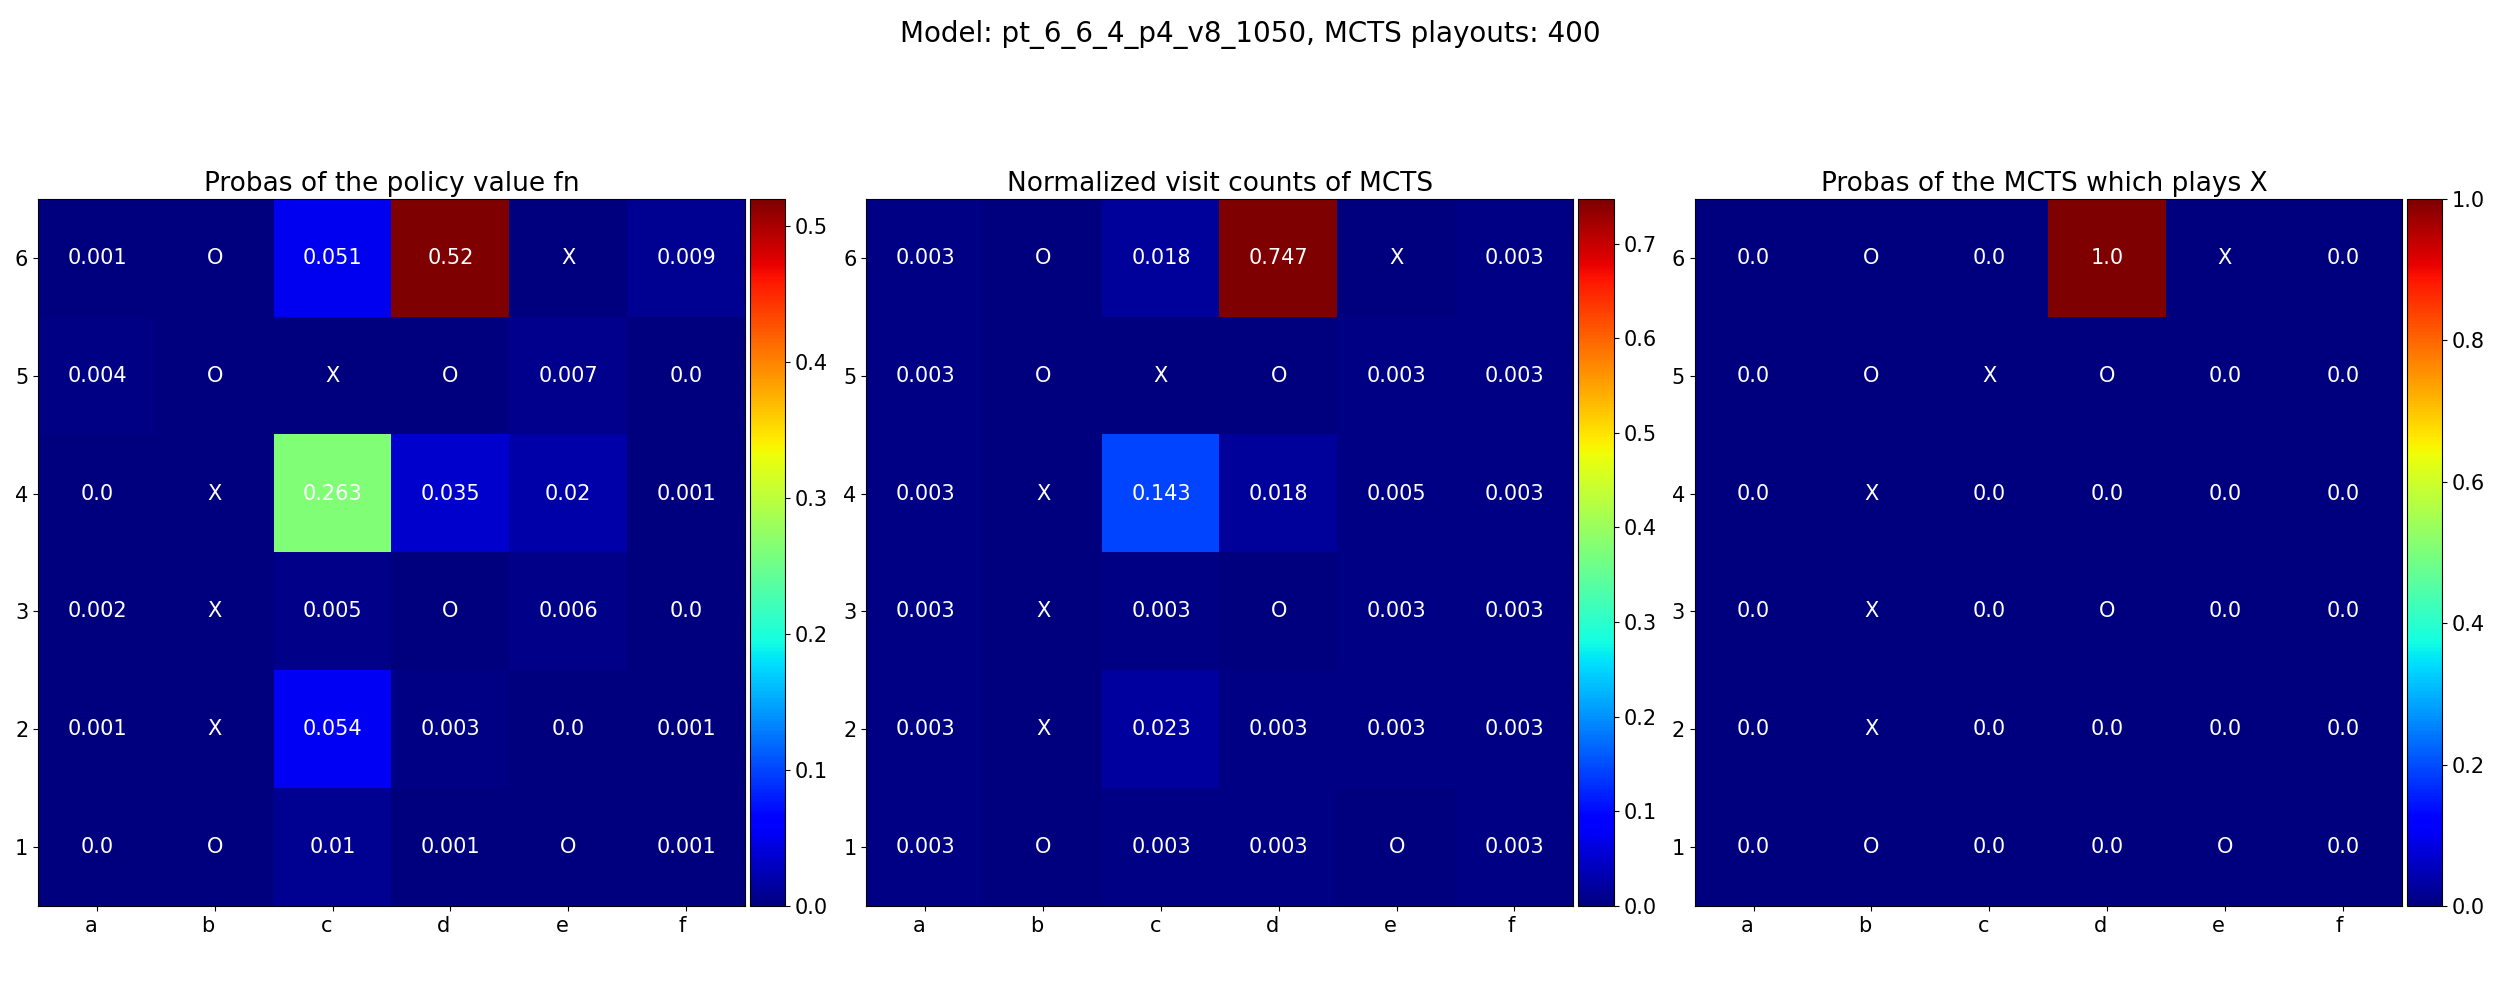 Model: pt_6_6_4_p4_v8_1050, MCTS playouts: 400
Probas of the policy value fn
6 0.001 O 0.051 0.52 X 0.009
5 0.004 O X O 0.007 0.0
4 0.0 X 0.263 0.035 0.02 0.001
3 0.002 X 0.005 O 0.006 0.0
2 0.001 X 0.054 0.003 0.0 0.001
1 0.0 O 0.01 0.001 O 0.001
a b c d e f
0.5
0.4
0.3
0.2
0.1
0.0
Normalized visit counts of MCTS
6 0.003 O 0.018 0.747 X 0.003
5 0.003 O X O 0.003 0.003
4 0.003 X 0.143 0.018 0.005 0.003
3 0.003 X 0.003 O 0.003 0.003
2 0.003 X 0.023 0.003 0.003 0.003
1 0.003 O 0.003 0.003 O 0.003
a b c d e f
0.7
0.6
0.5
0.4
0.3
0.2
0.1
0.0
Probas of the MCTS which plays X
6 0.0 O 0.0 1.0 X 0.0
5 0.0 O X O 0.0 0.0
4 0.0 X 0.0 0.0 0.0 0.0
3 0.0 X 0.0 O 0.0 0.0
2 0.0 X 0.0 0.0 0.0 0.0
1 0.0 O 0.0 0.0 O 0.0
a b c d e f
1.0
0.8
0.6
0.4
0.2
0.0